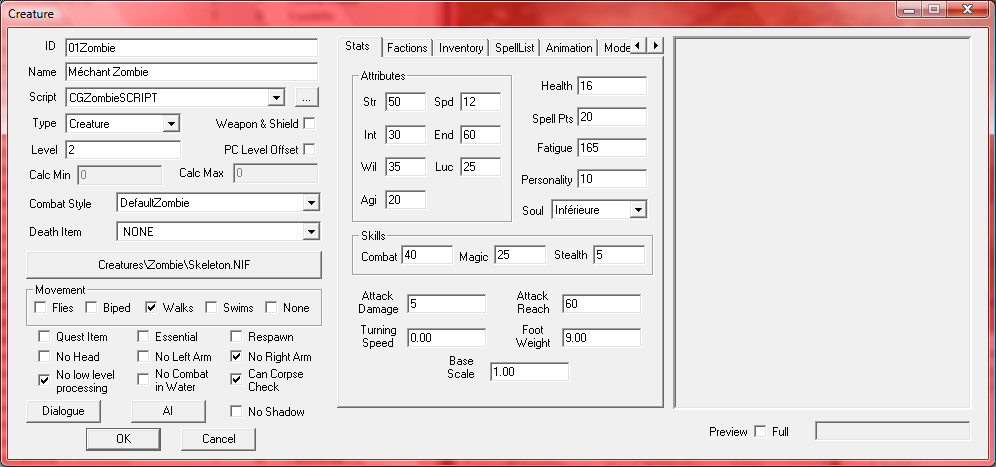 Creature
ID 01Zombie
Name Méchant Zombie
Script CGZombieSCRIPT ...
Type Creature Weapon & Shield
Level 2 PC Level Offset
Calc Min 0 Calc Max 0
Combat Style DefaultZombie
Death Item NONE
Creatures\Zombie\Skeleton.NIF
Movement
Flies Biped Walks Swims None
Quest Item Essential Respawn
No Head No Left Arm No Right Arm
No low level processing No Combat in Water Can Corpse Check
Dialogue AI No Shadow
OK Cancel
Stats Factions Inventory SpellList Animation Mode
Attributes
Str 50 Spd 12
Int 30 End 60
Wil 35 Luc 25
Agi 20
Health 16
Spell Pts 20
Fatigue 165
Personality 10
Soul Inférieure
Skills
Combat 40 Magic 25 Stealth 5
Attack Damage 5 Attack Reach 60
Turning Speed 0.00 Foot Weight 9.00
Base Scale 1.00
Preview Full